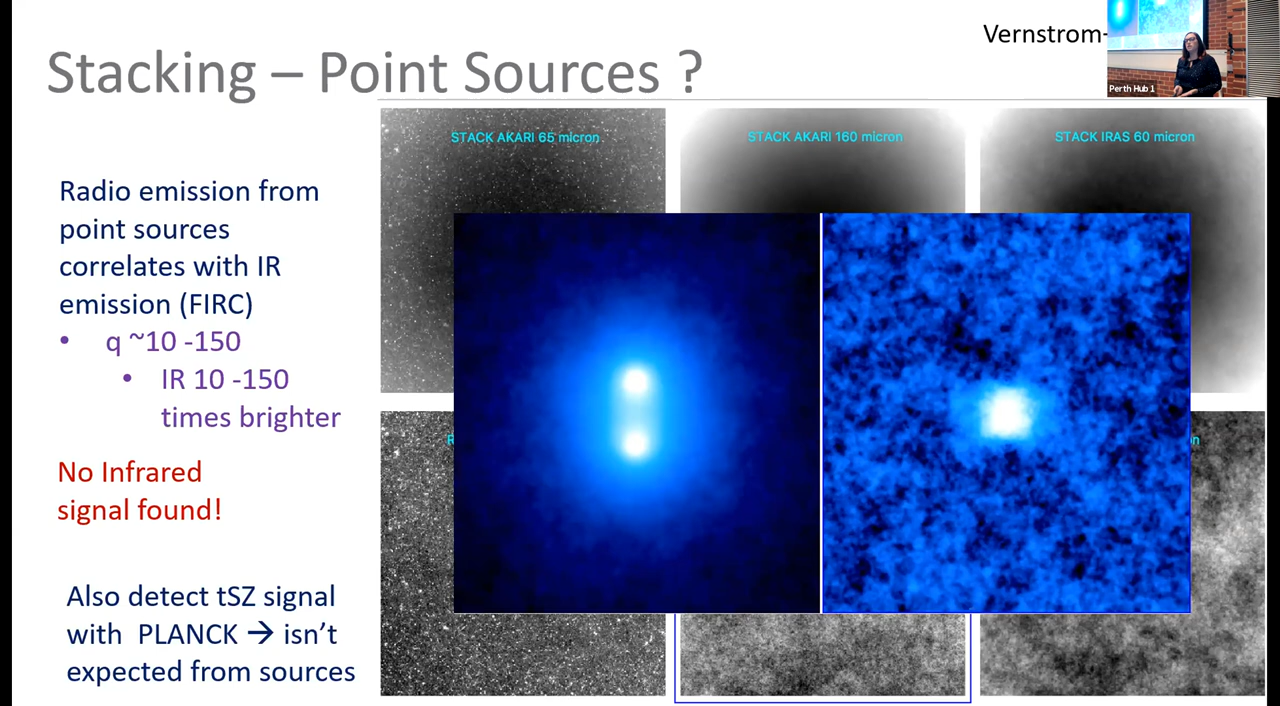 Vernstrom-
Perth Hub 1
Stacking – Point Sources ?
STACK AKARI 65 micron
STACK AKARI 160 micron
STACK IRAS 60 micron
Radio emission from
point sources
correlates with IR
emission (FIRC)
• q ~10 -150
• IR 10 -150
times brighter
No Infrared
signal found!
Also detect tSZ signal
with PLANCK → isn't
expected from sources